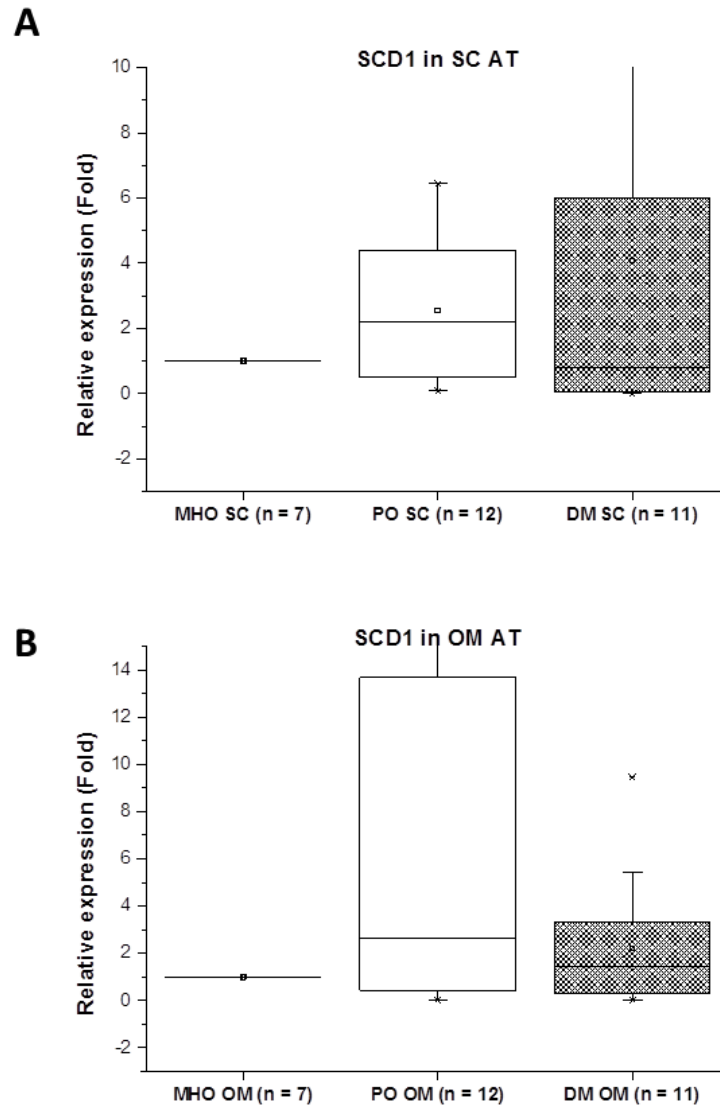 A
SCD1 in SC AT
10
8
6
4
2
0
-2
Relative expression (Fold)
MHO SC (n = 7) PO SC (n = 12) DM SC (n = 11)
B
SCD1 in OM AT
14
12
10
8
6
4
2
0
-2
Relative expression (Fold)
MHO OM (n = 7) PO OM (n = 12) DM OM (n = 11)